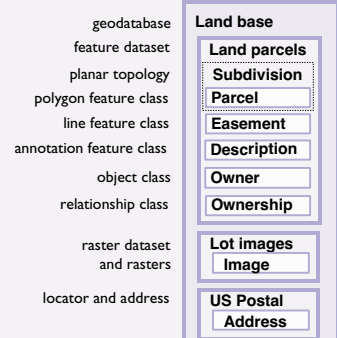 geodatabase Land base
feature dataset Land parcels
planar topology Subdivision
polygon feature class Parcel
line feature class Easement
annotation feature class Description
object class Owner
relationship class Ownership
raster dataset Lot images
and rasters Image
locator and address US Postal
Address